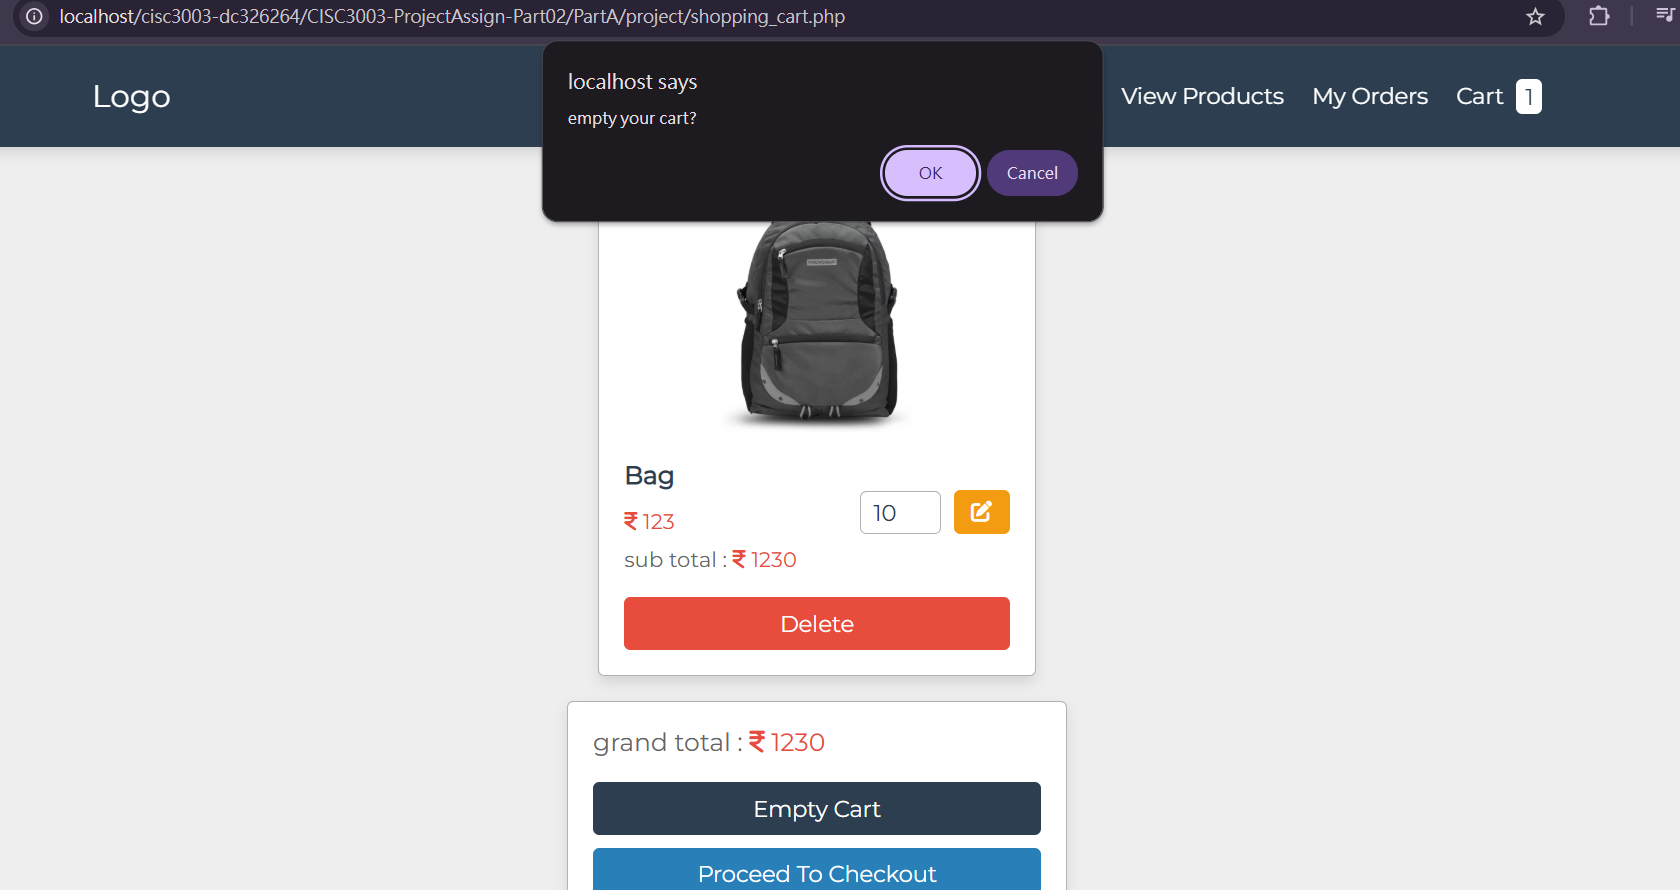 localhost/cisc3003-dc326264/CISC3003-ProjectAssign-Part02/PartA/project/shopping_cart.php
localhost says
empty your cart?
OK
Cancel
Logo
View Products
My Orders
Cart 1
Bag
₹ 123
10
sub total : ₹ 1230
Delete
grand total : ₹ 1230
Empty Cart
Proceed To Checkout